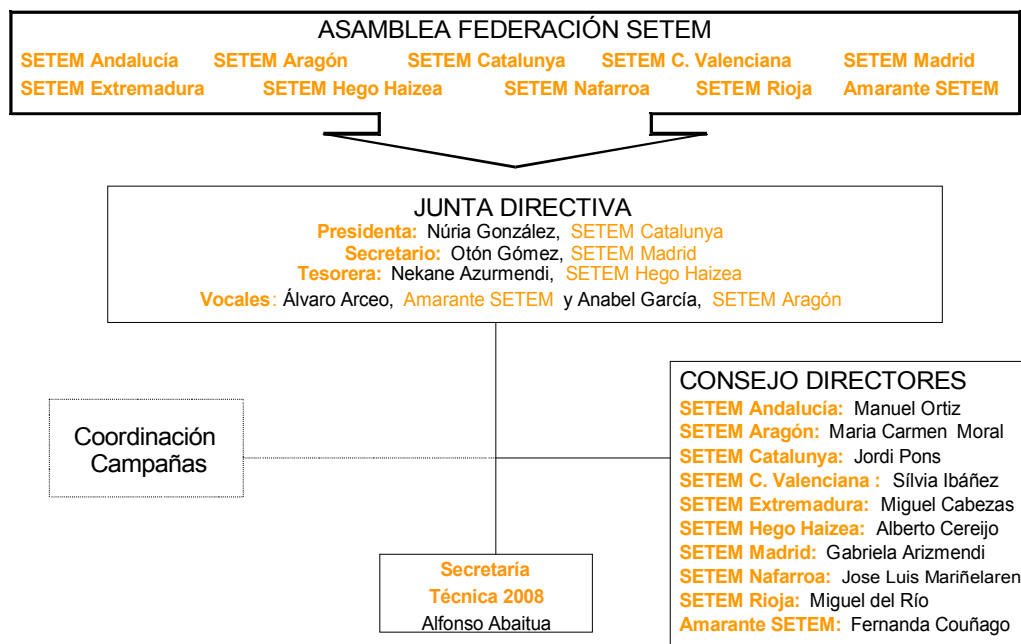 ASAMBLEA FEDERACIÓN SETEM
SETEM Andalucía SETEM Aragón SETEM Catalunya SETEM C. Valenciana SETEM Madrid
SETEM Extremadura SETEM Hego Haizea SETEM Nafarroa SETEM Rioja Amarante SETEM
JUNTA DIRECTIVA
Presidenta: Núria González, SETEM Catalunya
Secretario: Otón Gómez, SETEM Madrid
Tesorera: Nekane Azurmendi, SETEM Hego Haizea
Vocales: Álvaro Arceo, Amarante SETEM y Anabel García, SETEM Aragón
Coordinación
Campañas
CONSEJO DIRECTORES
SETEM Andalucía: Manuel Ortiz
SETEM Aragón: Maria Carmen Moral
SETEM Catalunya: Jordi Pons
SETEM C. Valenciana : Sílvia Ibáñez
SETEM Extremadura: Miguel Cabezas
SETEM Hego Haizea: Alberto Cereijo
SETEM Madrid: Gabriela Arizmendi
SETEM Nafarroa: Jose Luis Mariñelaren
SETEM Rioja: Miguel del Río
Amarante SETEM: Fernanda Couñago
Secretaría
Técnica 2008
Alfonso Abaitua